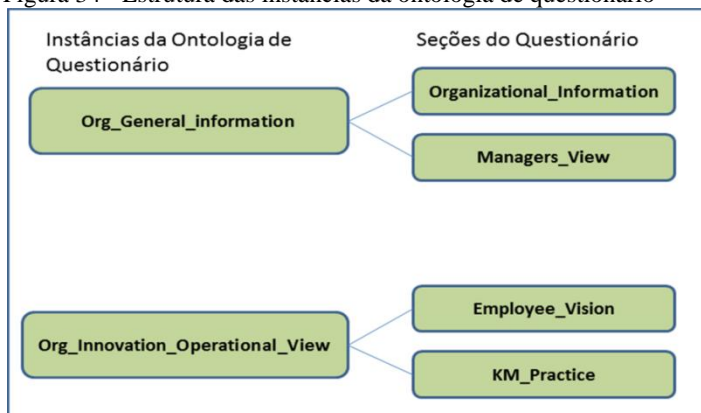 Figura 34 - Estrutura das instâncias da ontologia de questionário
Instâncias da Ontologia de
Questionário
Seções do Questionário
Org_General_information
Organizational_Information
Managers_View
Org_Innovation_Operational_View
Employee_Vision
KM_Practice